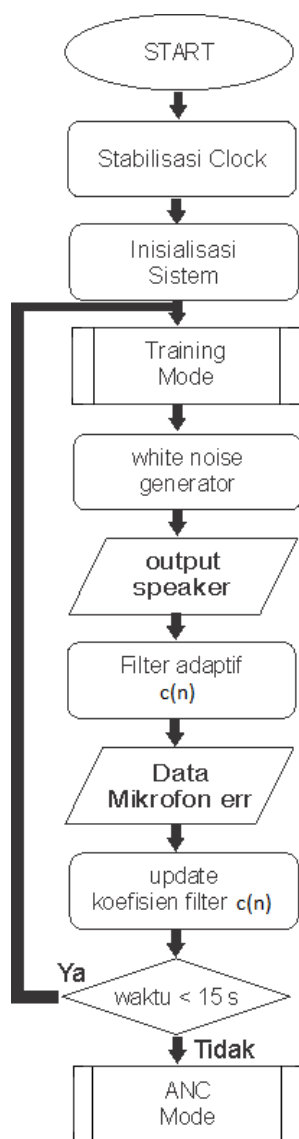 START
Stabilisasi Clock
Inisialisasi
Sistem
Training
Mode
white noise
generator
output
speaker
Filter adaptif
c(n)
Data
Mikrofon err
update
koefisien filter c(n)
Ya
waktu < 15 s
Tidak
ANC
Mode